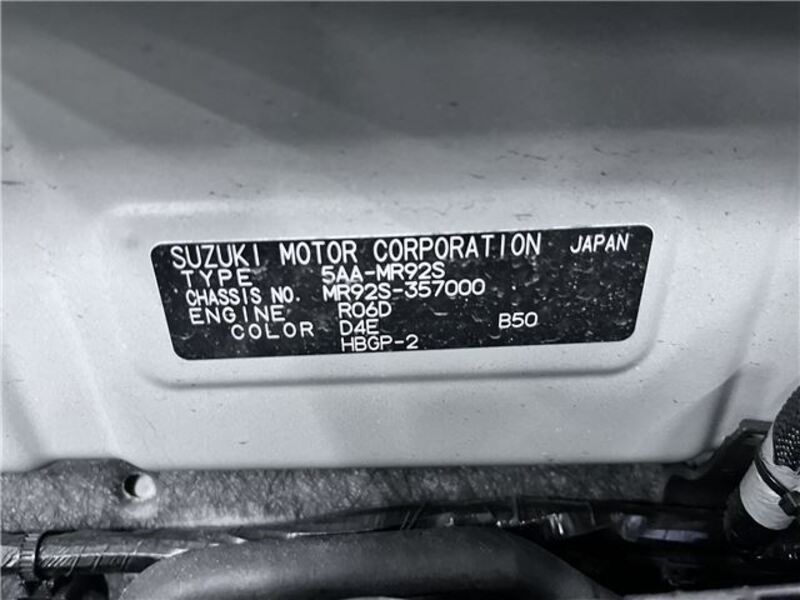 SUZUKI MOTOR CORPORATION JAPAN
TYPE 5AA-MR92S
CHASSIS NO. MR92S-357000
ENGINE R06D
COLOR D4E B50
HBGP-2